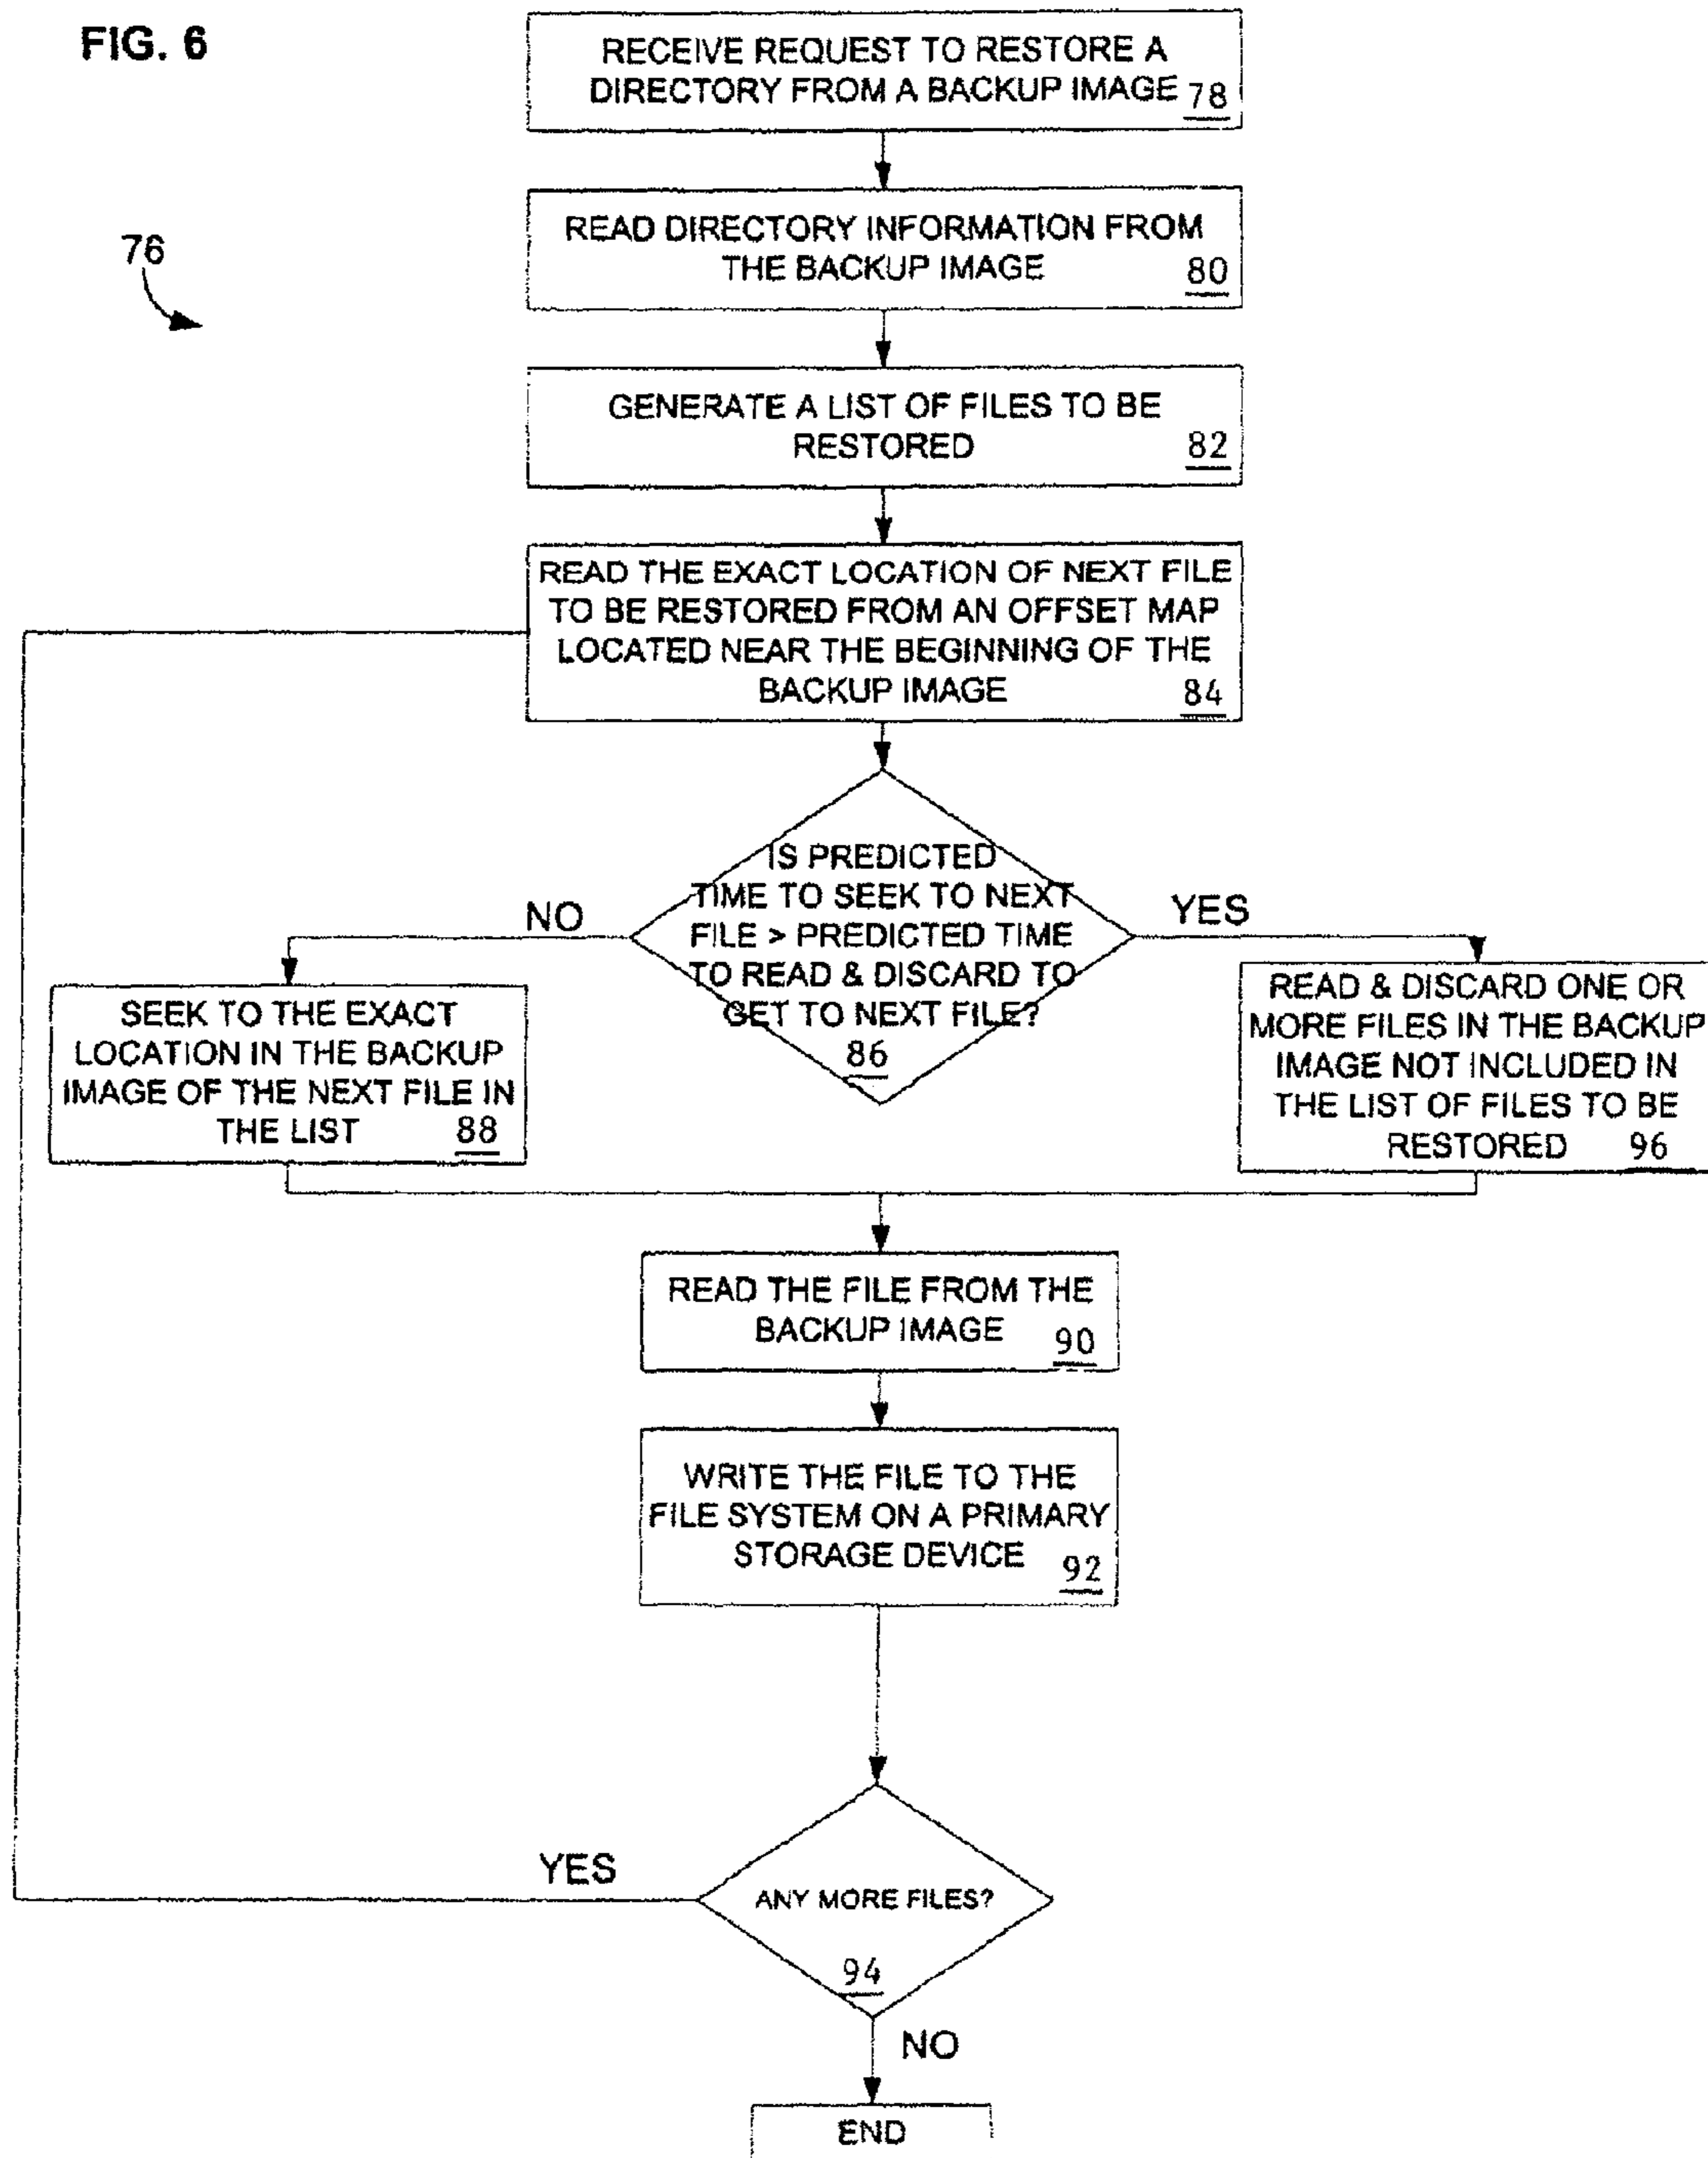 FIG. 6
RECEIVE REQUEST TO RESTORE A
DIRECTORY FROM A BACKUP IMAGE 78
76
READ DIRECTORY INFORMATION FROM
THE BACKUP IMAGE 80
GENERATE A LIST OF FILES TO BE
RESTORED 82
READ THE EXACT LOCATION OF NEXT FILE
TO BE RESTORED FROM AN OFFSET MAP
LOCATED NEAR THE BEGINNING OF THE
BACKUP IMAGE 84
IS PREDICTED
TIME TO SEEK TO NEXT
FILE > PREDICTED TIME
TO READ & DISCARD TO
GET TO NEXT FILE?
86
NO
YES
SEEK TO THE EXACT
LOCATION IN THE BACKUP
IMAGE OF THE NEXT FILE IN
THE LIST 88
READ & DISCARD ONE OR
MORE FILES IN THE BACKUP
IMAGE NOT INCLUDED IN
THE LIST OF FILES TO BE
RESTORED 96
READ THE FILE FROM THE
BACKUP IMAGE 90
WRITE THE FILE TO THE
FILE SYSTEM ON A PRIMARY
STORAGE DEVICE 92
YES
ANY MORE FILES?
94
NO
END